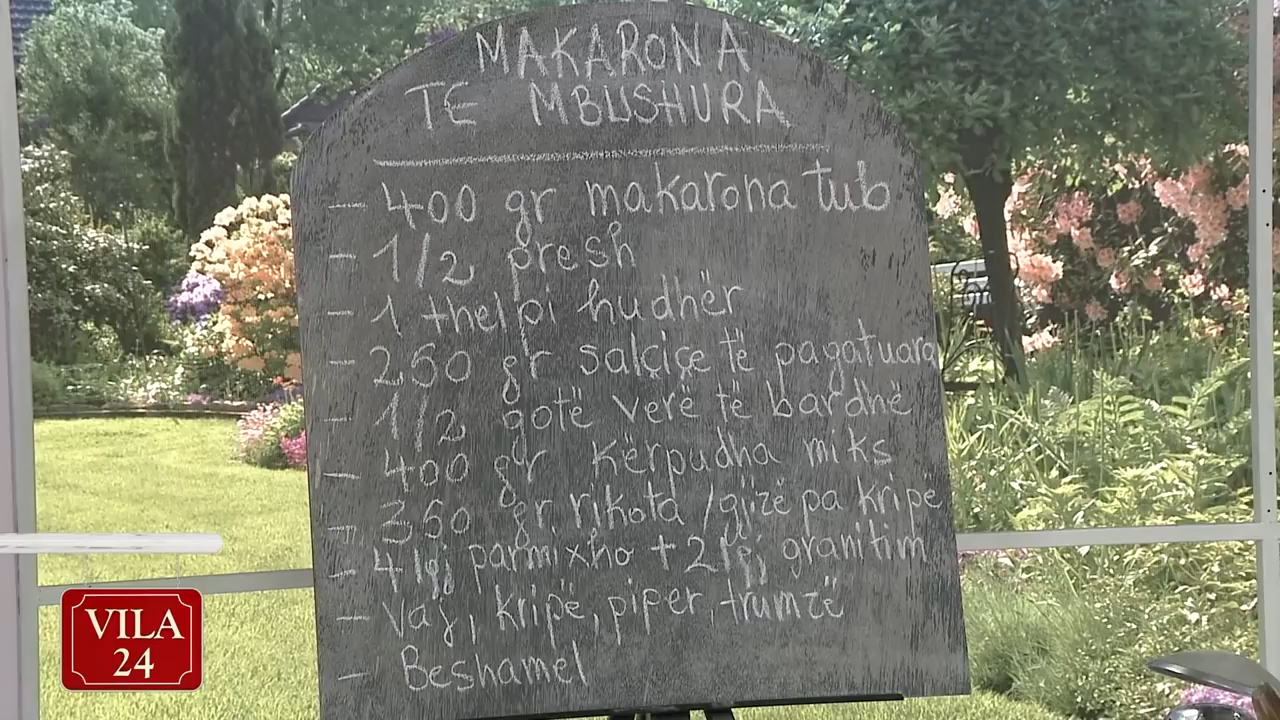 MAKARONA
TE MBUSHURA
- 400 gr makarona tub
- 1/2 presh
- 1 thelpi hudhër
- 250 gr salçiçe të pagatuara
- 1/2 gotë verë të bardhë
- 400 gr kërpudha miks
- 350 gr rikota /gjizë pa kripë
- 4 lgj parmixho + 2 lgj granitim
- Vaj, kripë, piper, trumzë
- Beshamel
VILA
24